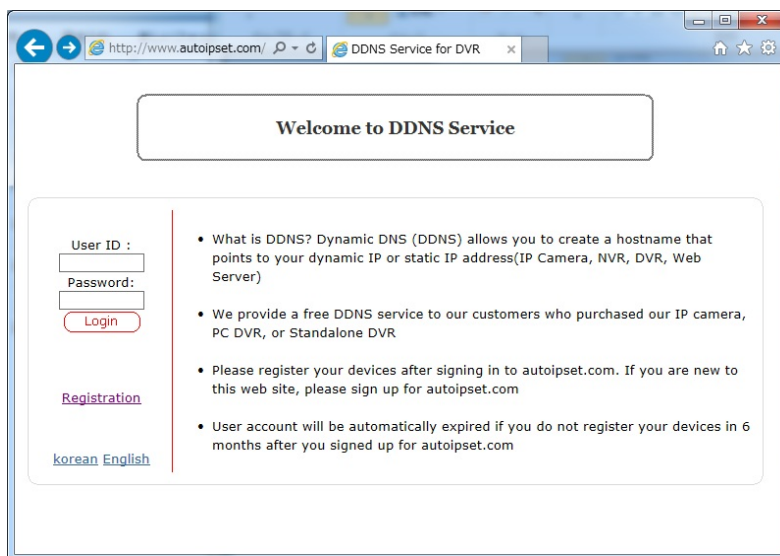 http://www.autoipset.com/
DDNS Service for DVR
Welcome to DDNS Service
User ID :
Password:
Login
Registration
korean English
• What is DDNS? Dynamic DNS (DDNS) allows you to create a hostname that
points to your dynamic IP or static IP address(IP Camera, NVR, DVR, Web
Server)
• We provide a free DDNS service to our customers who purchased our IP camera,
PC DVR, or Standalone DVR
• Please register your devices after signing in to autoipset.com. If you are new to
this web site, please sign up for autoipset.com
• User account will be automatically expired if you do not register your devices in 6
months after you signed up for autoipset.com